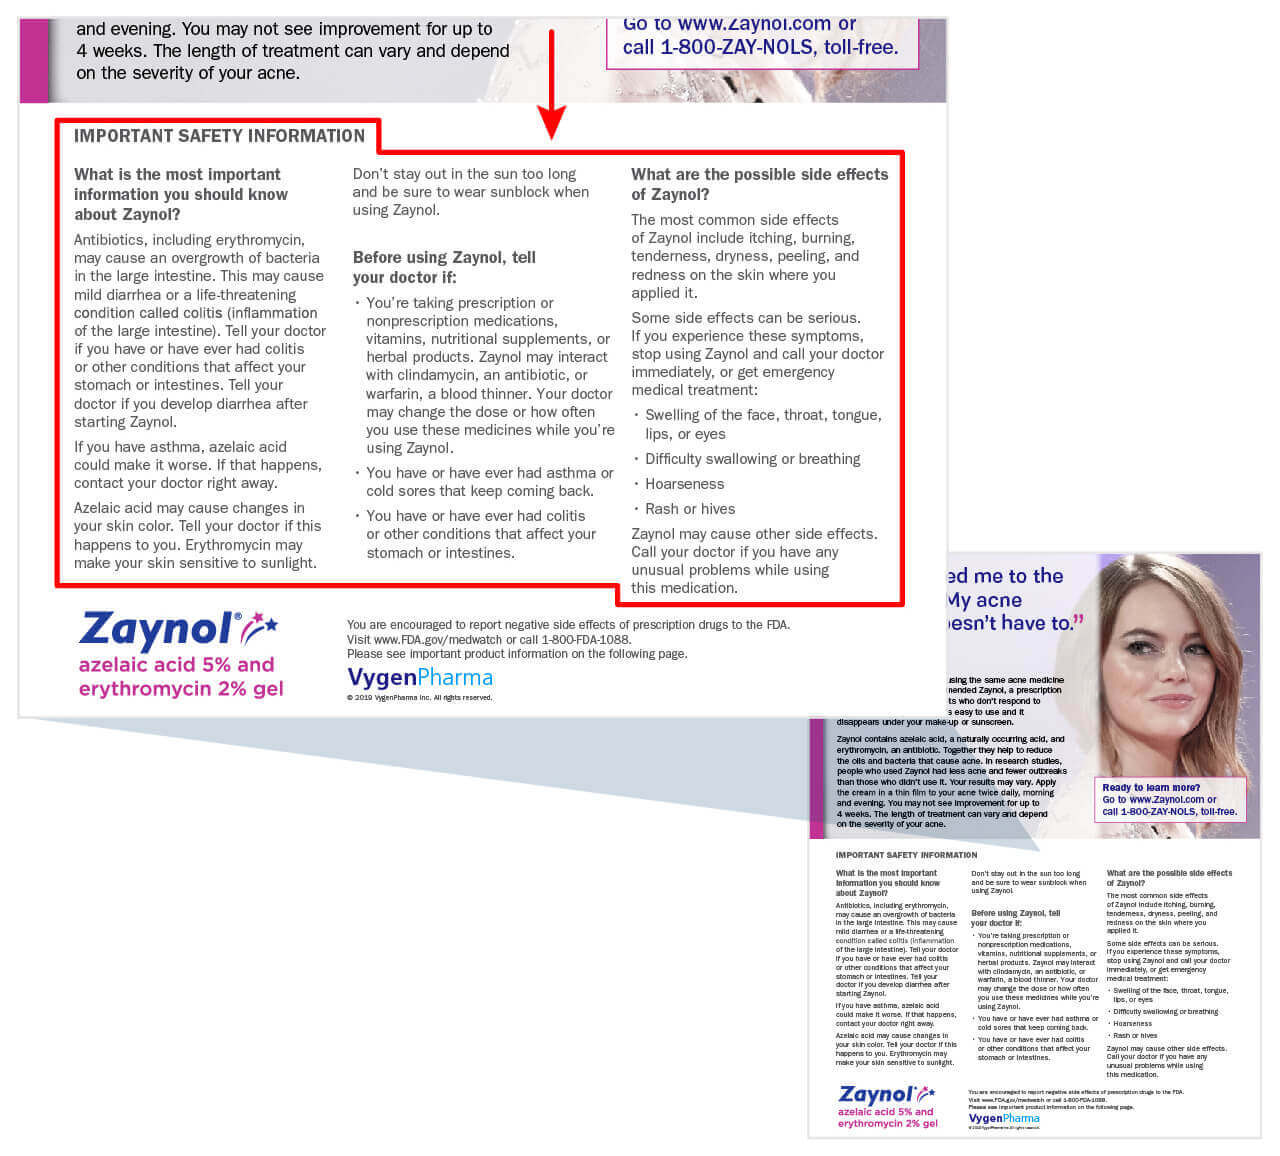 and evening. You may not see improvement for up to
4 weeks. The length of treatment can vary and depend
on the severity of your acne.
Go to www.Zaynol.com or
call 1-800-ZAY-NOLS, toll-free.
IMPORTANT SAFETY INFORMATION
What is the most important
information you should know
about Zaynol?
Antibiotics, including erythromycin,
may cause an overgrowth of bacteria
in the large intestine. This may cause
mild diarrhea or a life-threatening
condition called colitis (inflammation
of the large intestine). Tell your doctor
if you have or have ever had colitis
or other conditions that affect your
stomach or intestines. Tell your
doctor if you develop diarrhea after
starting Zaynol.
If you have asthma, azelaic acid
could make it worse. If that happens,
contact your doctor right away.
Azelaic acid may cause changes in
your skin color. Tell your doctor if this
happens to you. Erythromycin may
make your skin sensitive to sunlight.
Don't stay out in the sun too long
and be sure to wear sunblock when
using Zaynol.
Before using Zaynol, tell
your doctor if:
· You're taking prescription or
nonprescription medications,
vitamins, nutritional supplements, or
herbal products. Zaynol may interact
with clindamycin, an antibiotic, or
warfarin, a blood thinner. Your doctor
may change the dose or how often
you use these medicines while you're
using Zaynol.
· You have or have ever had asthma or
cold sores that keep coming back.
· You have or have ever had colitis
or other conditions that affect your
stomach or intestines.
What are the possible side effects
of Zaynol?
The most common side effects
of Zaynol include itching, burning,
tenderness, dryness, peeling, and
redness on the skin where you
applied it.
Some side effects can be serious.
If you experience these symptoms,
stop using Zaynol and call your doctor
immediately, or get emergency
medical treatment:
· Swelling of the face, throat, tongue,
lips, or eyes
· Difficulty swallowing or breathing
· Hoarseness
· Rash or hives
Zaynol may cause other side effects.
Call your doctor if you have any
unusual problems while using
this medication.
Zaynol®
azelaic acid 5% and
erythromycin 2% gel
You are encouraged to report negative side effects of prescription drugs to the FDA.
Visit www.FDA.gov/medwatch or call 1-800-FDA-1088.
Please see important product information on the following page.
VygenPharma
© 2019 VygenPharma Inc. All rights reserved.
me to the
My acne
have to.”
using the same acne medicine
Zaynol, a prescription
who don't respond to
easy to use and it
disappears under your make-up or sunscreen.
Zaynol contains azelaic acid, a naturally occurring acid, and
erythromycin, an antibiotic. Together they help to reduce
the oils and bacteria that cause acne. In research studies,
people who used Zaynol had less acne and fewer outbreaks
than those who didn't use it. Your results may vary. Apply
the cream in a thin film to your acne twice daily, morning
and evening. You may not see improvement for up to
4 weeks. The length of treatment can vary and depend
on the severity of your acne.
Ready to learn more?
Go to www.Zaynol.com or
call 1-800-ZAY-NOLS, toll-free.
IMPORTANT SAFETY INFORMATION
What is the most important
information you should know
about Zaynol?
Antibiotics, including erythromycin,
may cause an overgrowth of bacteria
in the large intestine. This may cause
mild diarrhea or a life-threatening
condition called colitis (inflammation
of the large intestine). Tell your doctor
if you have or have ever had colitis
or other conditions that affect your
stomach or intestines. Tell your
doctor if you develop diarrhea after
starting Zaynol.
If you have asthma, azelaic acid
could make it worse. If that happens,
contact your doctor right away.
Azelaic acid may cause changes in
your skin color. Tell your doctor if this
happens to you. Erythromycin may
make your skin sensitive to sunlight.
Don't stay out in the sun too long
and be sure to wear sunblock when
using Zaynol.
Before using Zaynol, tell
your doctor if:
· You're taking prescription or
nonprescription medications,
vitamins, nutritional supplements, or
herbal products. Zaynol may interact
with clindamycin, an antibiotic, or
warfarin, a blood thinner. Your doctor
may change the dose or how often
you use these medicines while you're
using Zaynol.
· You have or have ever had asthma or
cold sores that keep coming back.
· You have or have ever had colitis
or other conditions that affect your
stomach or intestines.
What are the possible side effects
of Zaynol?
The most common side effects
of Zaynol include itching, burning,
tenderness, dryness, peeling, and
redness on the skin where you
applied it.
Some side effects can be serious.
If you experience these symptoms,
stop using Zaynol and call your doctor
immediately, or get emergency
medical treatment:
· Swelling of the face, throat, tongue,
lips, or eyes
· Difficulty swallowing or breathing
· Hoarseness
· Rash or hives
Zaynol may cause other side effects.
Call your doctor if you have any
unusual problems while using
this medication.
Zaynol®
azelaic acid 5% and
erythromycin 2% gel
You are encouraged to report negative side effects of prescription drugs to the FDA.
Visit www.FDA.gov/medwatch or call 1-800-FDA-1088.
Please see important product information on the following page.
VygenPharma
© 2019 VygenPharma Inc. All rights reserved.